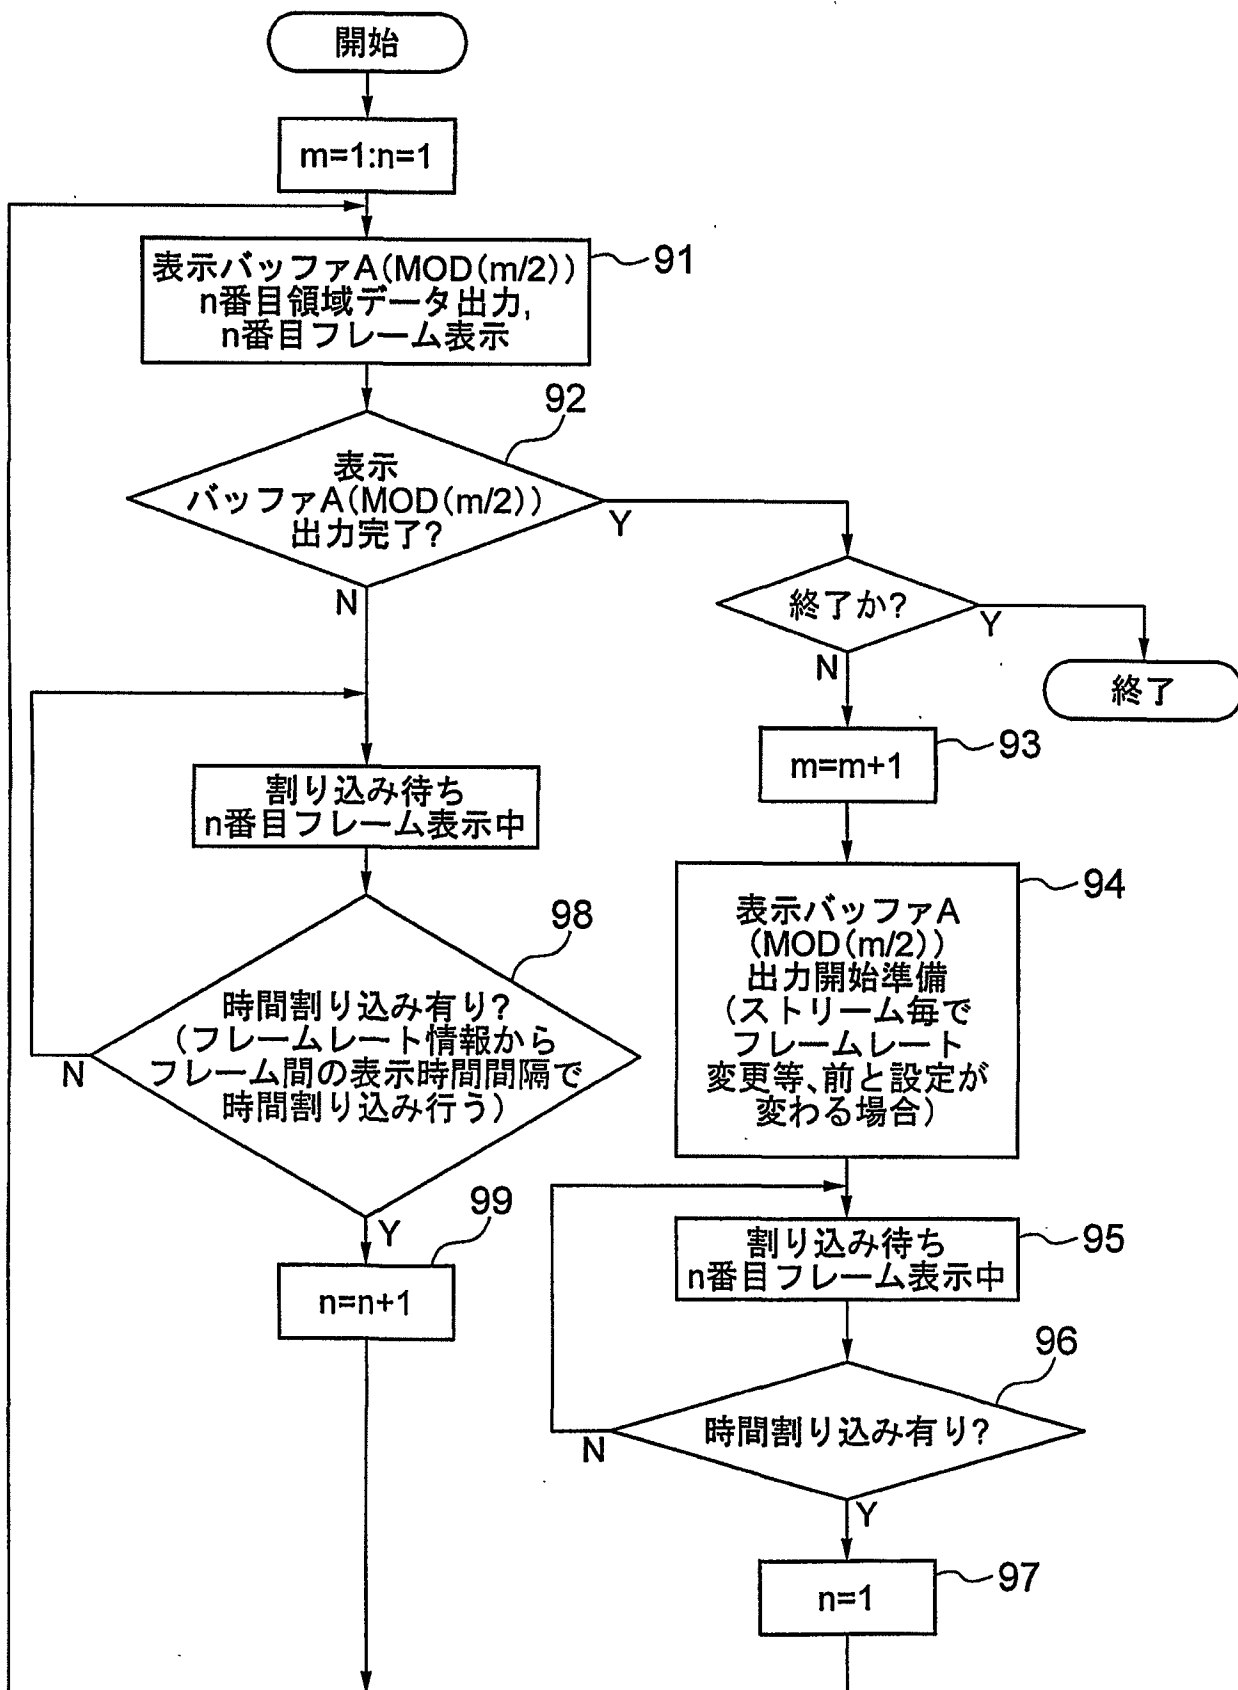 開始
m=1:n=1
表示バッファA(MOD(m/2))
n番目領域データ出力,
n番目フレーム表示
91
92
表示
バッファA(MOD(m/2))
出力完了?
Y
N
終了か?
Y
N
終了
m=m+1
93
割り込み待ち
n番目フレーム表示中
表示バッファA
(MOD(m/2))
出力開始準備
(ストリーム毎で
フレームレート
変更等、前と設定が
変わる場合)
94
98
時間割り込み有り?
(フレームレート情報から
フレーム間の表示時間間隔で
時間割り込み行う)
N
Y
99
n=n+1
割り込み待ち
n番目フレーム表示中
95
96
時間割り込み有り?
N
Y
n=1
97